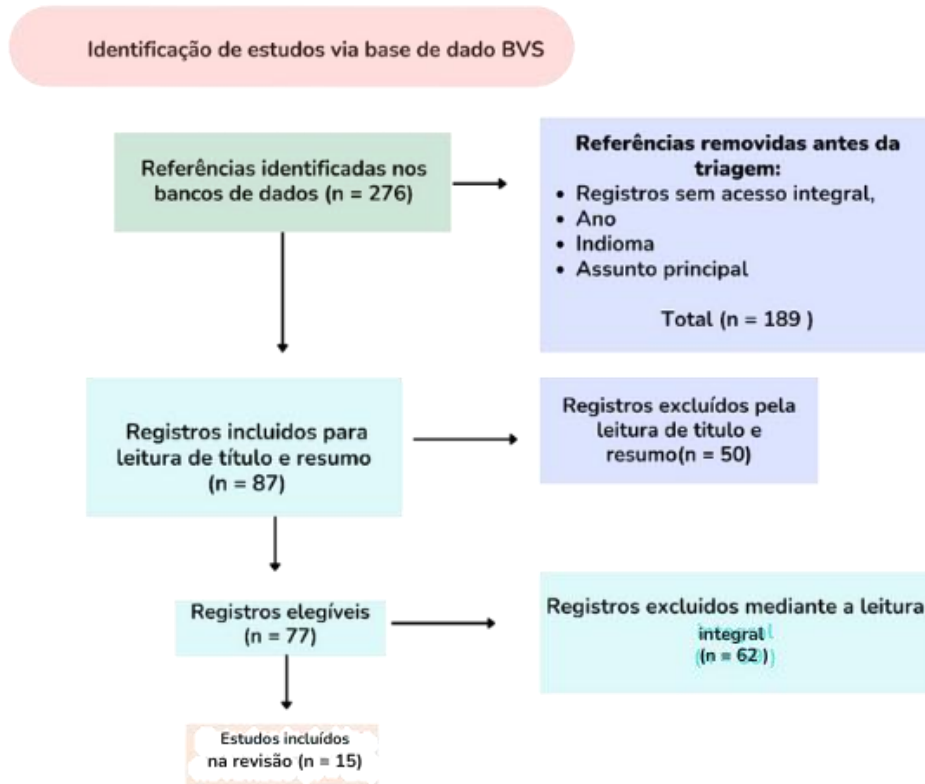 Identificação de estudos via base de dado BVS
Referências identificadas nos
bancos de dados (n = 276)
Referências removidas antes da
triagem:
• Registros sem acesso integral,
• Ano
• Indioma
• Assunto principal
Total (n = 189 )
Registros incluidos para
leitura de título e resumo
(n = 87)
Registros excluídos pela
leitura de titulo e
resumo(n = 50)
Registros elegíveis
(n = 77)
Registros excluidos mediante a leitura
integral
(n = 62 )
Estudos incluídos
na revisão (n = 15)